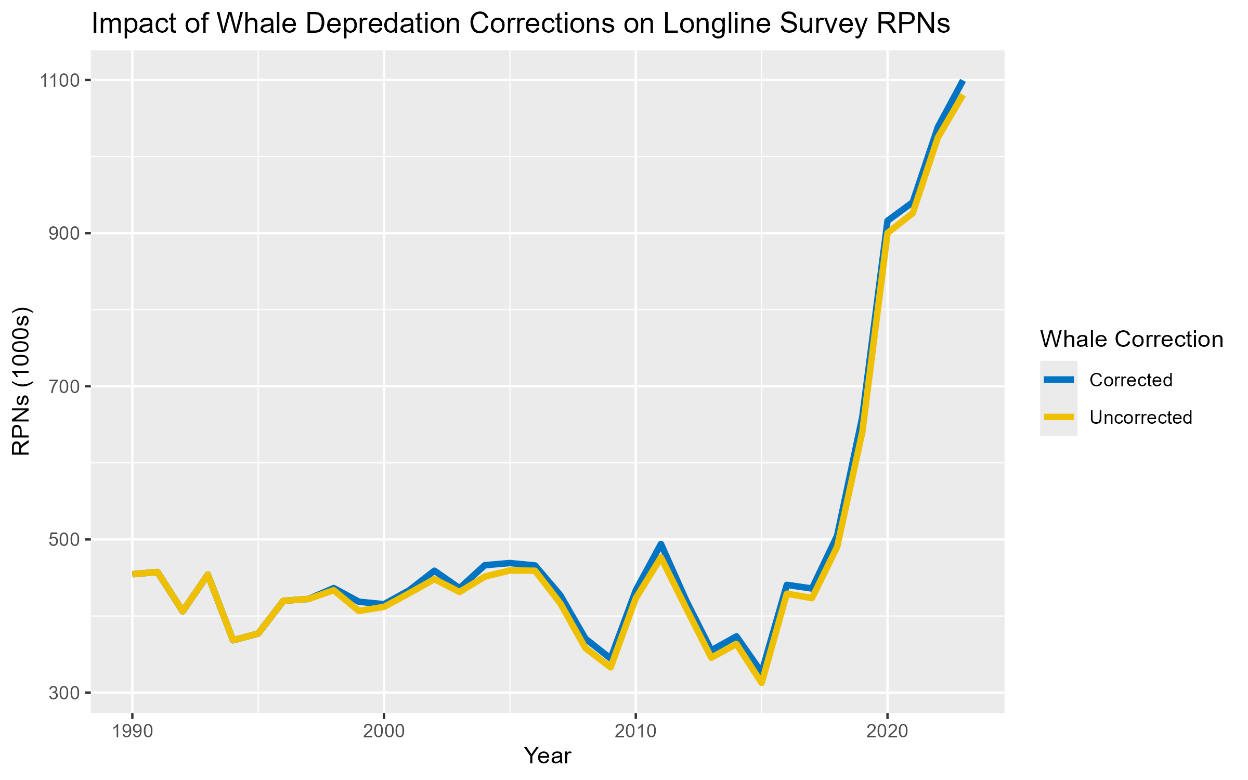 Impact of Whale Depredation Corrections on Longline Survey RPNs
1100
900
700
500
300
RPNs (1000s)
1990 2000 2010 2020
Year
Whale Correction
Corrected
Uncorrected